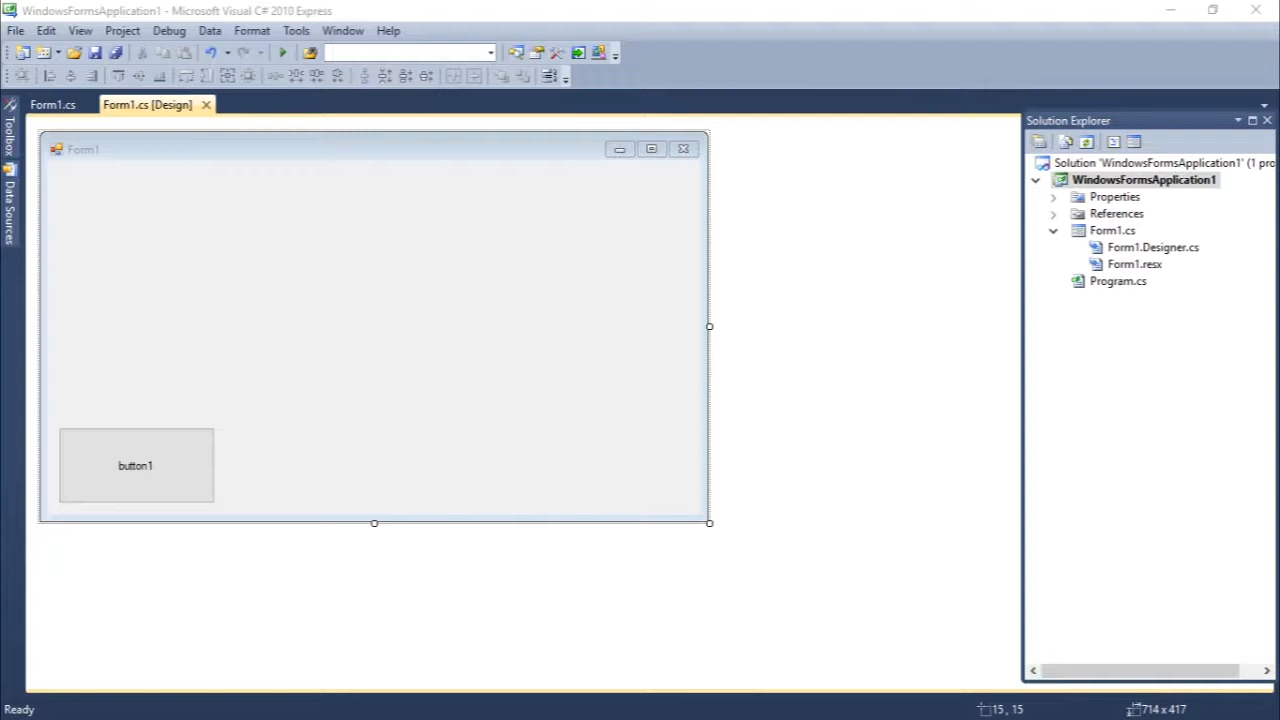 WindowsFormsApplication1 - Microsoft Visual C# 2010 Express
File Edit View Project Debug Data Format Tools Window Help
Form1.cs Form1.cs [Design]
Toolbox
Data Sources
Form1
button1
Solution Explorer
Solution 'WindowsFormsApplication1' (1 pro
WindowsFormsApplication1
Properties
References
Form1.cs
Form1.Designer.cs
Form1.resx
Program.cs
Ready 15, 15 714 x 417